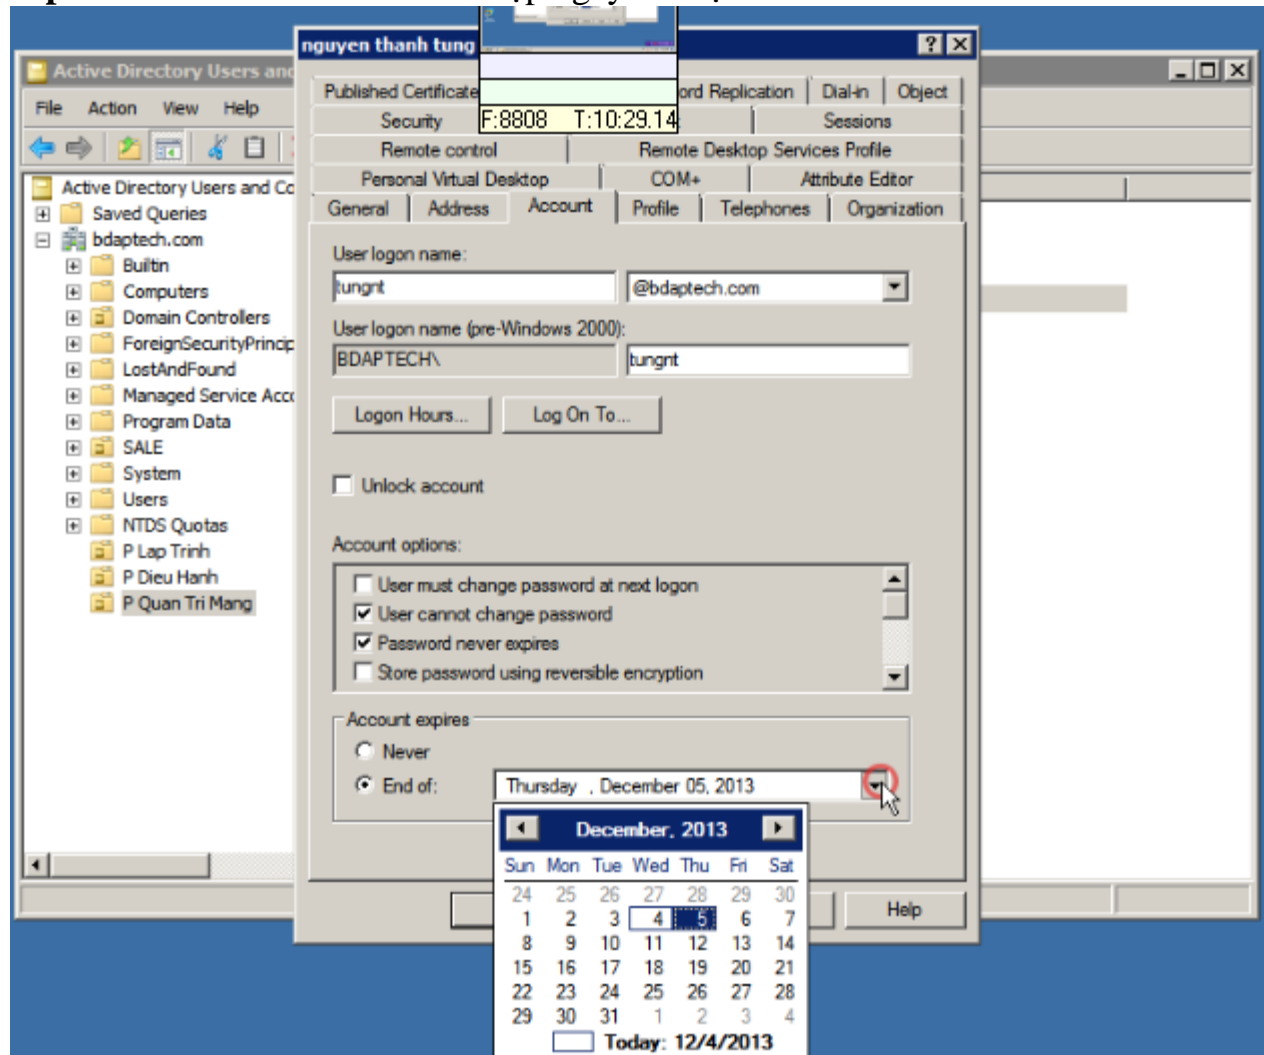 nguyen thanh tung
Active Directory Users and
File Action View Help
Active Directory Users and Co
Saved Queries
bdaptech.com
Builtin
Computers
Domain Controllers
ForeignSecurityPrincip
LostAndFound
Managed Service Acco
Program Data
SALE
System
Users
NTDS Quotas
P Lap Trinh
P Dieu Hanh
P Quan Tri Mang
F:8808 T:10:29.14
Published Certificate ord Replication Dial-in Object
Security Sessions
Remote control Remote Desktop Services Profile
Personal Virtual Desktop COM+ Attribute Editor
General Address Account Profile Telephones Organization
User logon name:
tungnt @bdaptech.com
User logon name (pre-Windows 2000):
BDAPTECH\ tungnt
Logon Hours... Log On To...
Unlock account
Account options:
User must change password at next logon
User cannot change password
Password never expires
Store password using reversible encryption
Account expires
Never
End of: Thursday , December 05, 2013
December, 2013
Sun Mon Tue Wed Thu Fri Sat
24 25 26 27 28 29 30
1 2 3 4 5 6 7
8 9 10 11 12 13 14
15 16 17 18 19 20 21
22 23 24 25 26 27 28
29 30 31 1 2 3 4
Today: 12/4/2013
Help